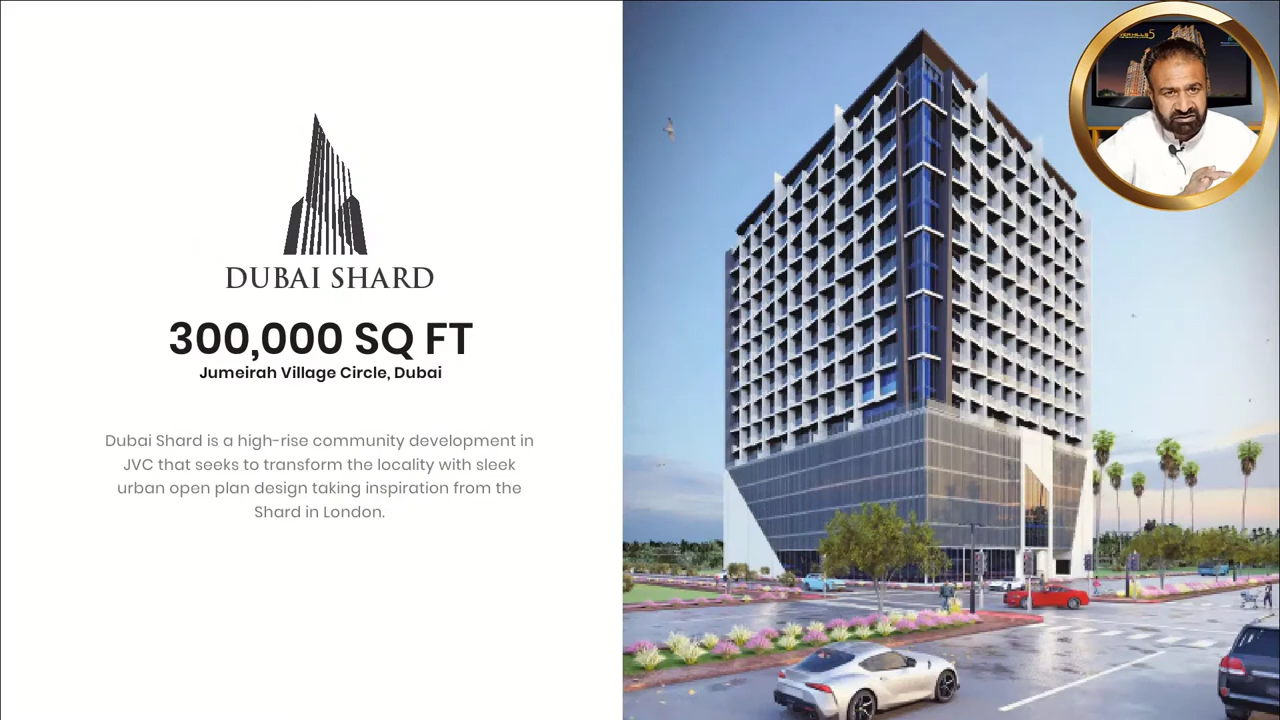 DUBAI SHARD
300,000 SQ FT
Jumeirah Village Circle, Dubai
Dubai Shard is a high-rise community development in
JVC that seeks to transform the locality with sleek
urban open plan design taking inspiration from the
Shard in London.